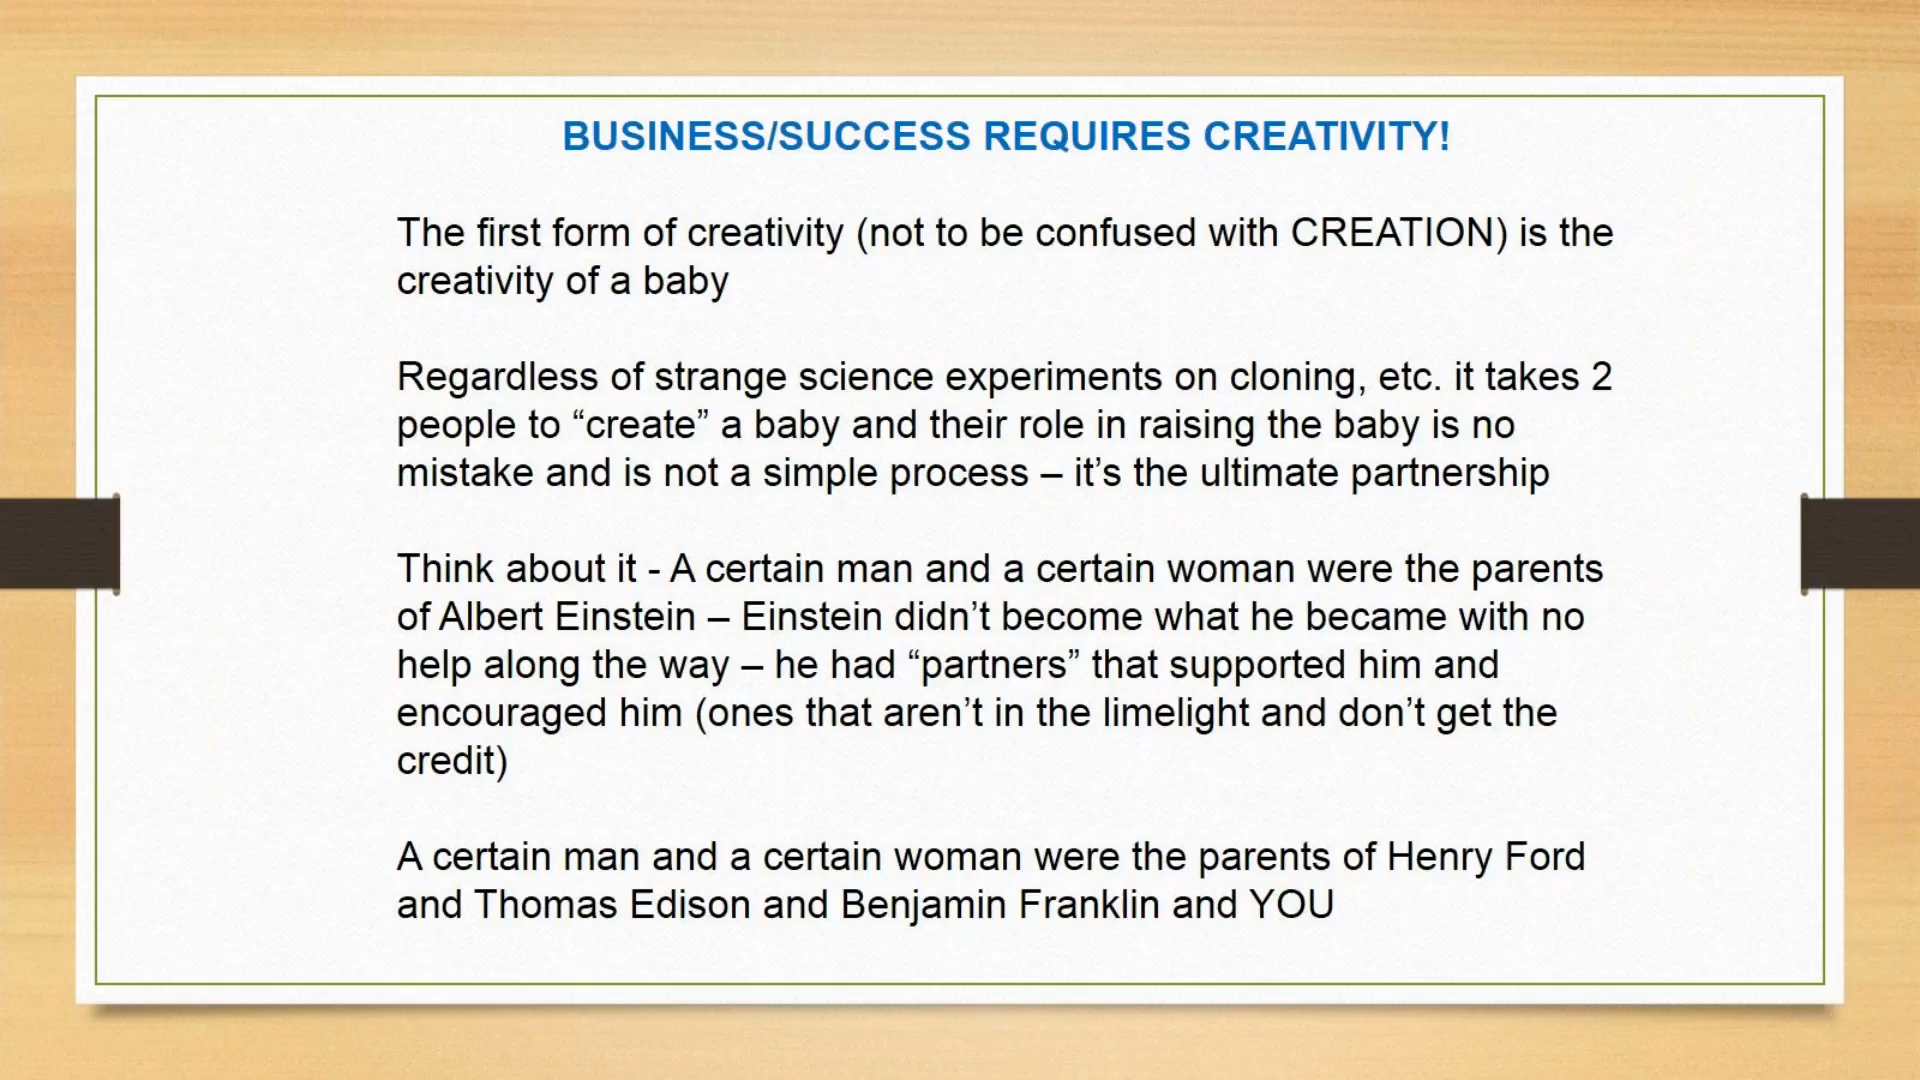 BUSINESS/SUCCESS REQUIRES CREATIVITY!
The first form of creativity (not to be confused with CREATION) is the
creativity of a baby
Regardless of strange science experiments on cloning, etc. it takes 2
people to “create” a baby and their role in raising the baby is no
mistake and is not a simple process – it’s the ultimate partnership
Think about it - A certain man and a certain woman were the parents
of Albert Einstein – Einstein didn’t become what he became with no
help along the way – he had “partners” that supported him and
encouraged him (ones that aren’t in the limelight and don’t get the
credit)
A certain man and a certain woman were the parents of Henry Ford
and Thomas Edison and Benjamin Franklin and YOU